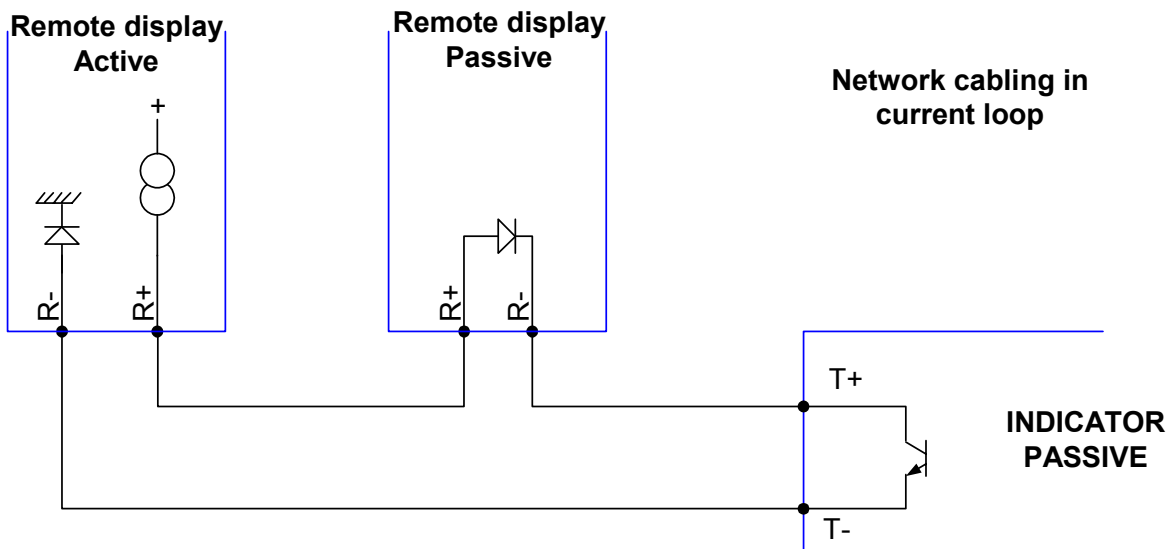 Remote display
Active
+
R-
R+
Remote display
Passive
R+
R-
Network cabling in
current loop
T+
INDICATOR
PASSIVE
T-